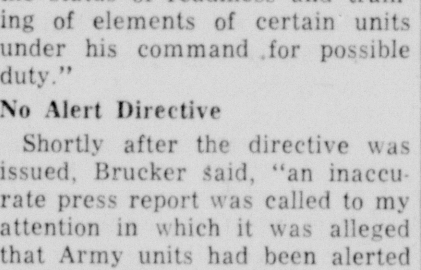 ing of elements of certain units
under his command .for possible
duty."
No Alert Directive
Shortly after the directive was
issued, Brucker said, "an inaccu-
rate press report was called to my
attention in which it was alleged
that Army units had been alerted